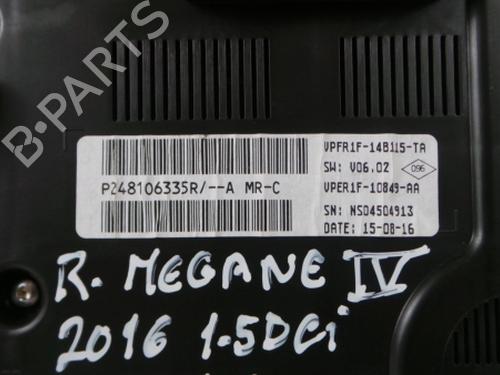 B-PARTS
VPFR1F-14B115-TA
SW: V06.02
096
P248106335R/--A MR-C
VPER1F-10849-AA
SN: NS04504913
DATE: 15-08-16
R. MEGANE IV
2016 1.5DCi